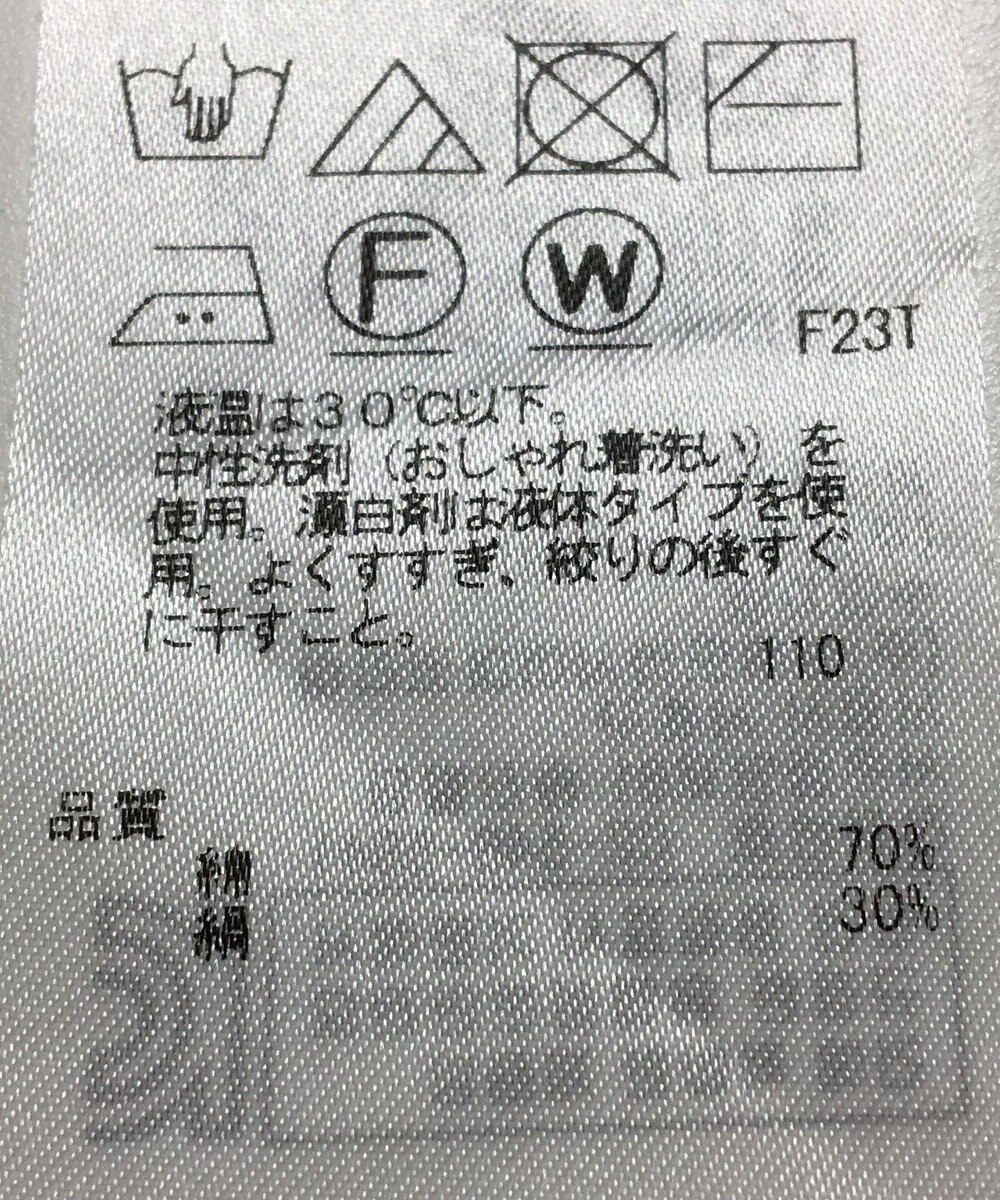 F
W
F23T
液温は30℃以下。
中性洗剤（おしゃれ着洗い）を
使用。漂白剤は液体タイプを使
用。よくすすぎ、絞りの後すぐ
に干すこと。
110
品質
70%
30%